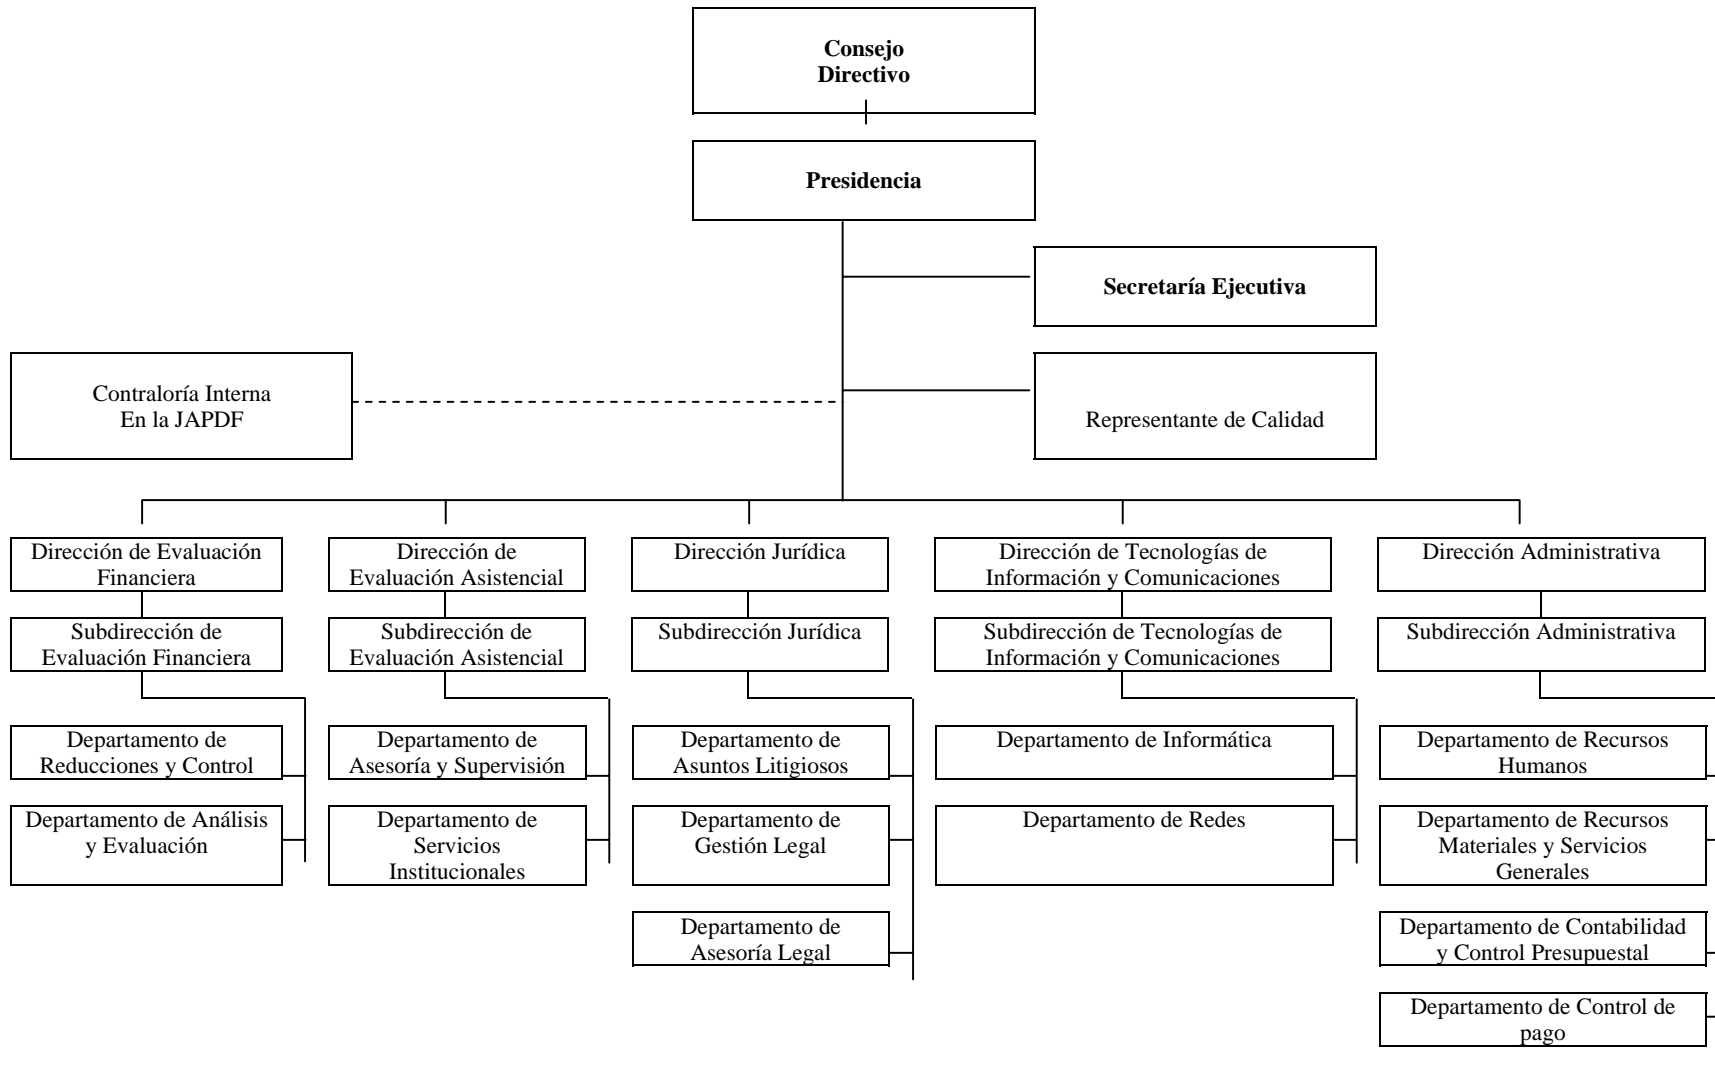 Consejo
Directivo
Presidencia
Secretaría Ejecutiva
Contraloría Interna
En la JAPDF
Representante de Calidad
Dirección de Evaluación
Financiera
Dirección de
Evaluación Asistencial
Dirección Jurídica
Dirección de Tecnologías de
Información y Comunicaciones
Dirección Administrativa
Subdirección de
Evaluación Financiera
Subdirección de
Evaluación Asistencial
Subdirección Jurídica
Subdirección de Tecnologías de
Información y Comunicaciones
Subdirección Administrativa
Departamento de
Reducciones y Control
Departamento de
Asesoría y Supervisión
Departamento de
Asuntos Litigiosos
Departamento de Informática
Departamento de Recursos
Humanos
Departamento de Análisis
y Evaluación
Departamento de
Servicios
Institucionales
Departamento de
Gestión Legal
Departamento de Redes
Departamento de Recursos
Materiales y Servicios
Generales
Departamento de
Asesoría Legal
Departamento de Contabilidad
y Control Presupuestal
Departamento de Control de
pago